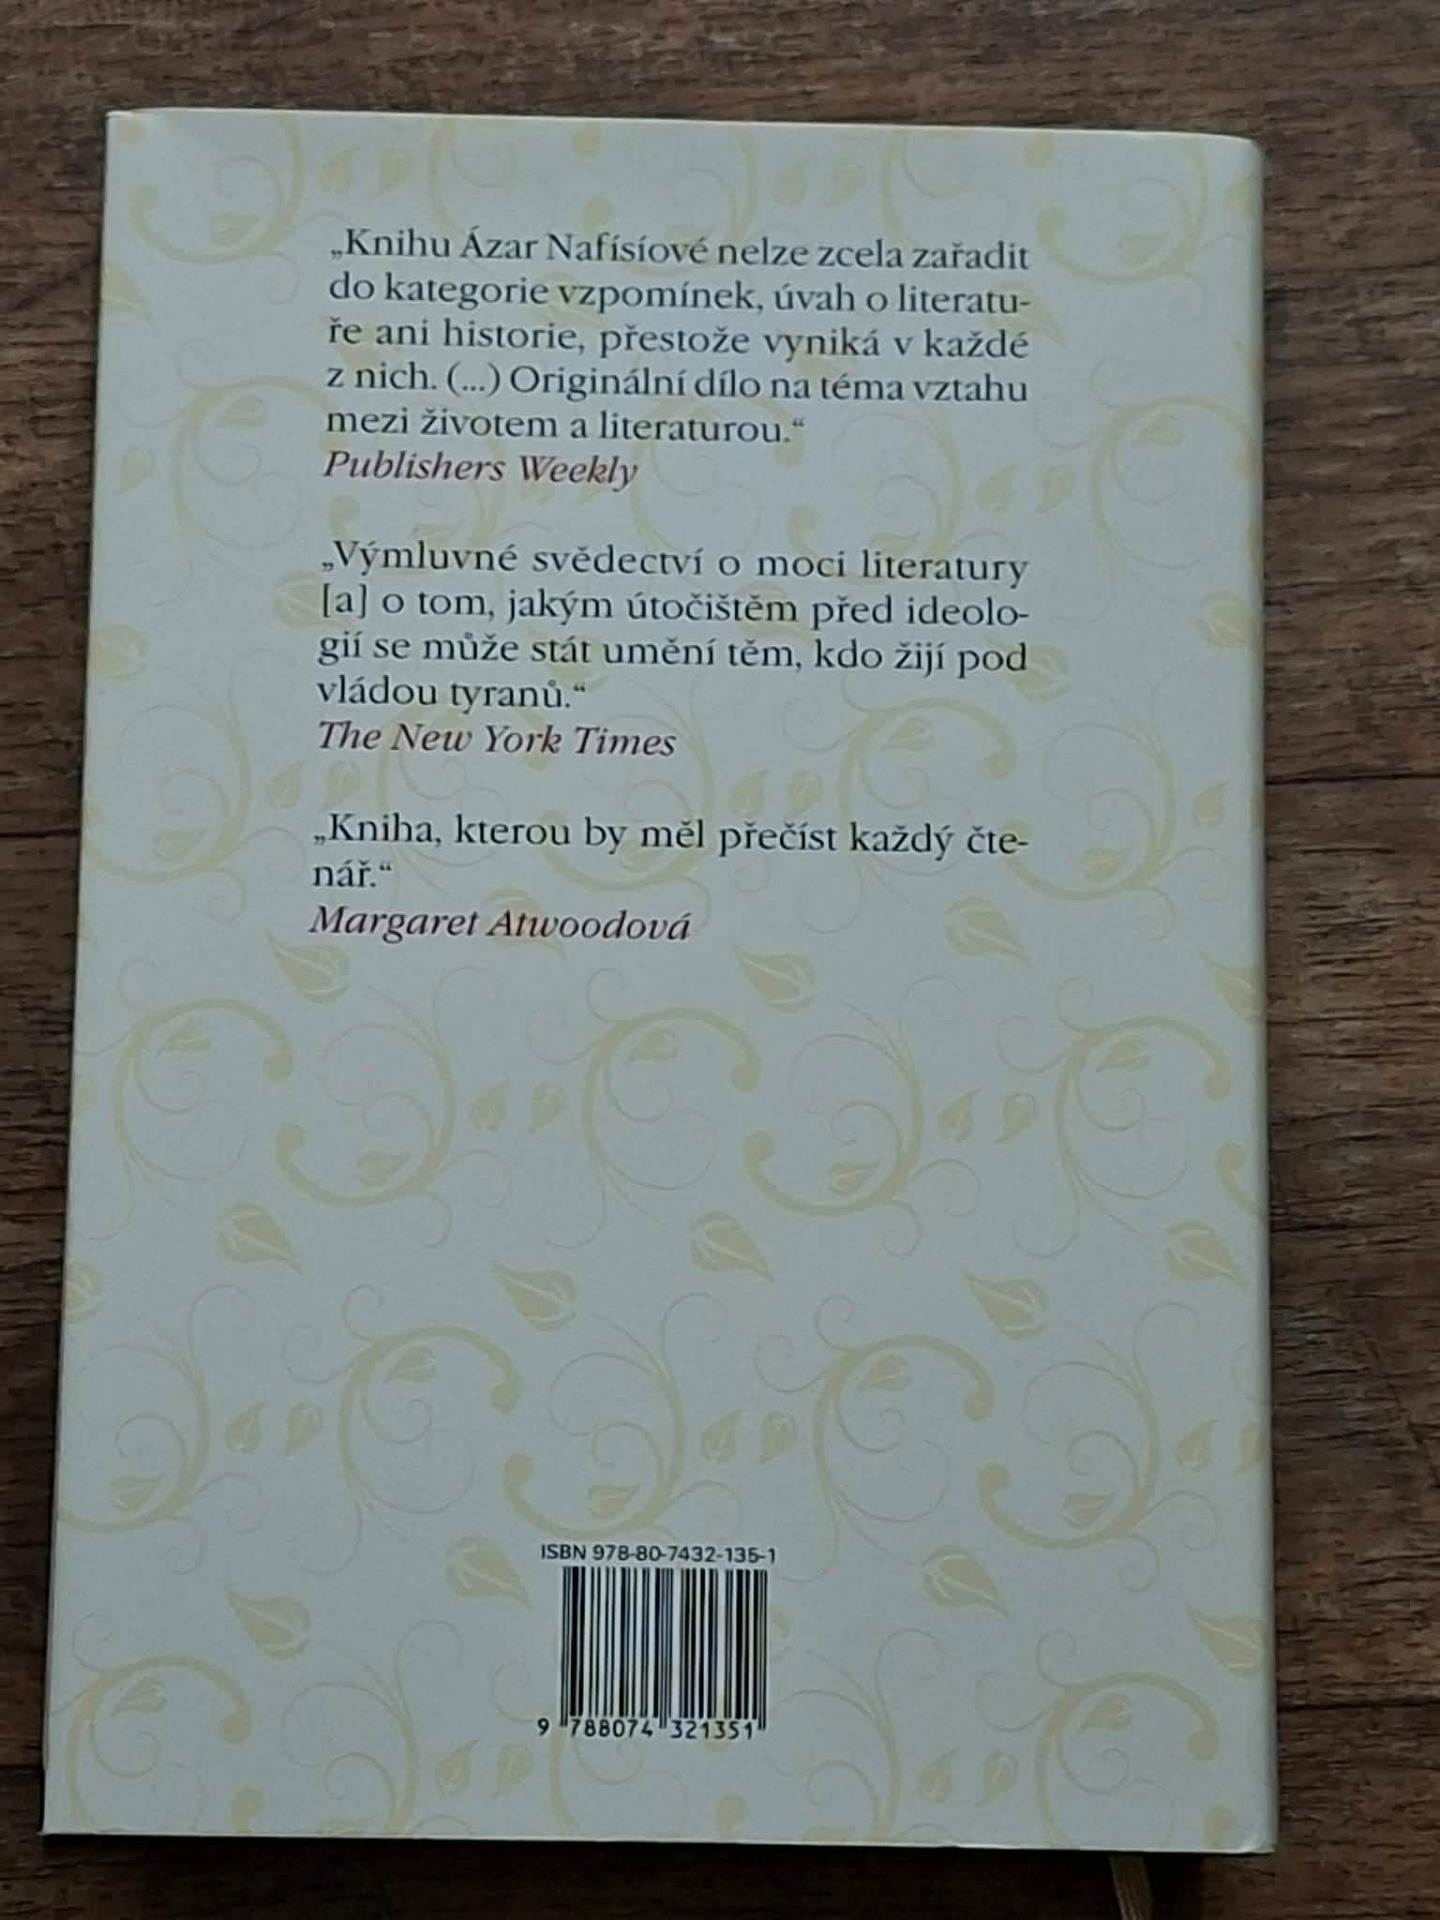 „Knihu Ázar Nafísíové nelze zcela zařadit
do kategorie vzpomínek, úvah o literatu-
ře ani historie, přestože vyniká v každé
z nich. (...) Originální dílo na téma vztahu
mezi životem a literaturou.“
Publishers Weekly
„Výmluvné svědectví o moci literatury
[a] o tom, jakým útočištěm před ideolo-
gií se může stát umění těm, kdo žijí pod
vládou tyranů.“
The New York Times
„Kniha, kterou by měl přečíst každý čte-
nář.“
Margaret Atwoodová
ISBN 978-80-7432-135-1
9 788074 321351